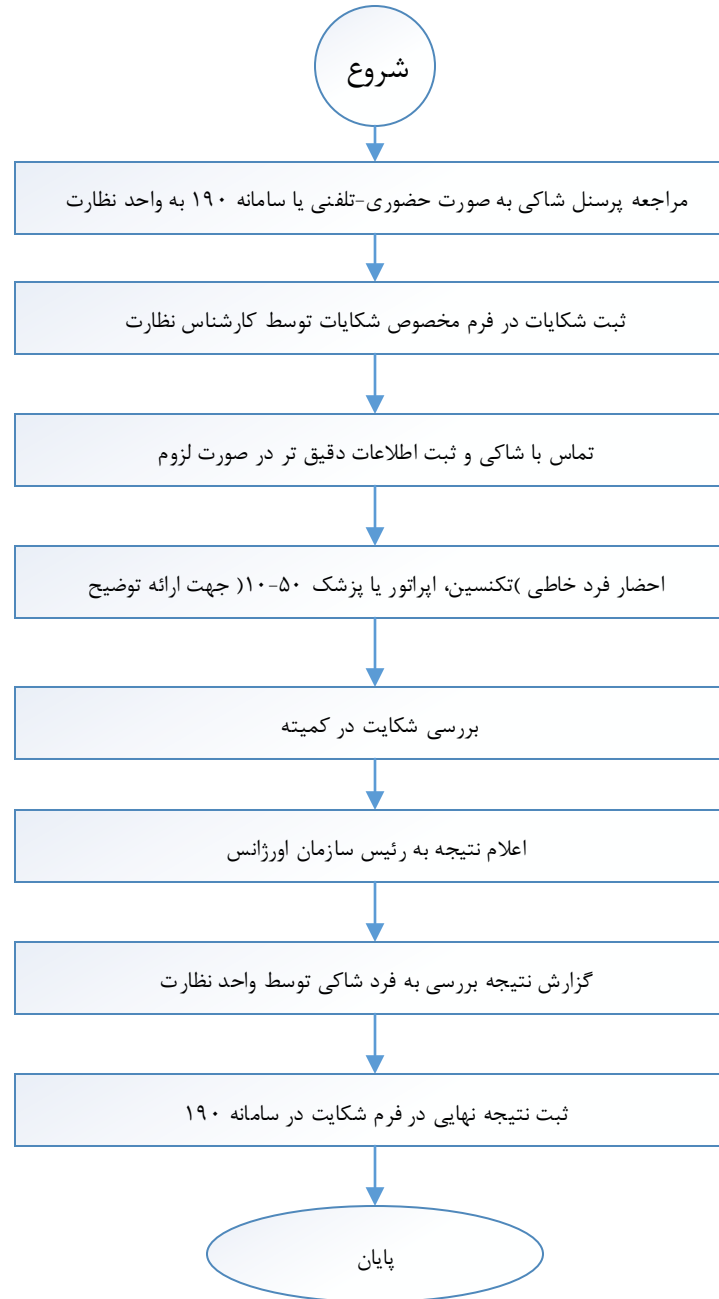 شروع
مراجعه پرسنل شاکی به صورت حضوری-تلفنی یا سامانه ۱۹۰ به واحد نظارت
ثبت شکایات در فرم مخصوص شکایات توسط کارشناس نظارت
تماس با شاکی و ثبت اطلاعات دقیق تر در صورت لزوم
احضار فرد خاطی )تکنسین، اپراتور یا پزشک ۵۰-۱۰( جهت ارائه توضیح
بررسی شکایت در کمیته
اعلام نتیجه به رئیس سازمان اورژانس
گزارش نتیجه بررسی به فرد شاکی توسط واحد نظارت
ثبت نتیجه نهایی در فرم شکایت در سامانه ۱۹۰
پایان